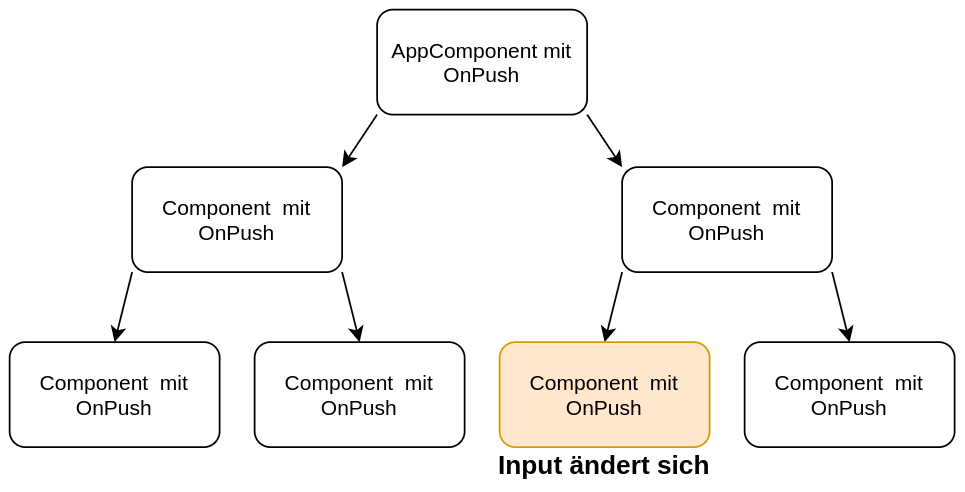 AppComponent mit
OnPush
Component  mit
OnPush
Component  mit
OnPush
Component  mit
OnPush
Component  mit
OnPush
Component  mit
OnPush
Component  mit
OnPush
Input ändert sich